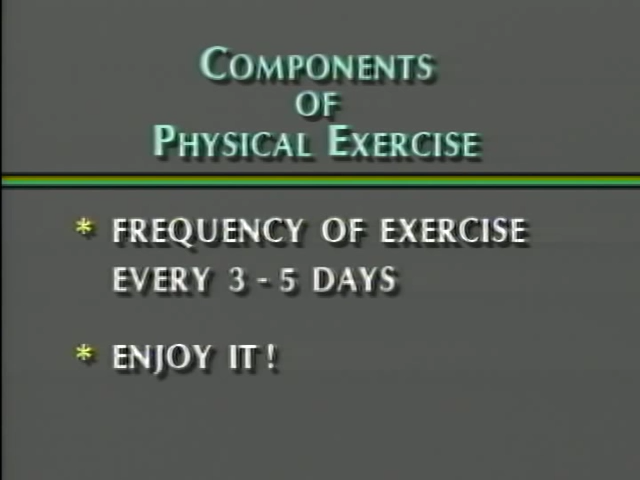 COMPONENTS
OF
PHYSICAL EXERCISE
* FREQUENCY OF EXERCISE
EVERY 3 - 5 DAYS
* ENJOY IT!